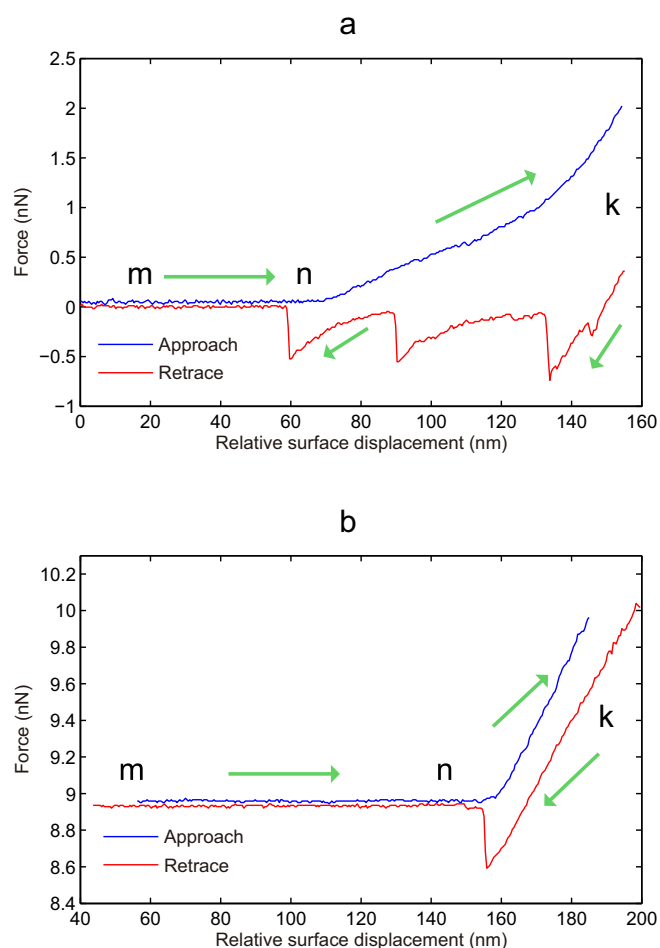 a
2.5
2
1.5
1
0.5
0
−0.5
−1
Force (nN)
m
n
k
Approach
Retrace
0 20 40 60 80 100 120 140 160
Relative surface displacement (nm)
b
10.2
10
9.8
9.6
9.4
9.2
9
8.8
8.6
8.4
Force (nN)
m
n
k
Approach
Retrace
40 60 80 100 120 140 160 180 200
Relative surface displacement (nm)